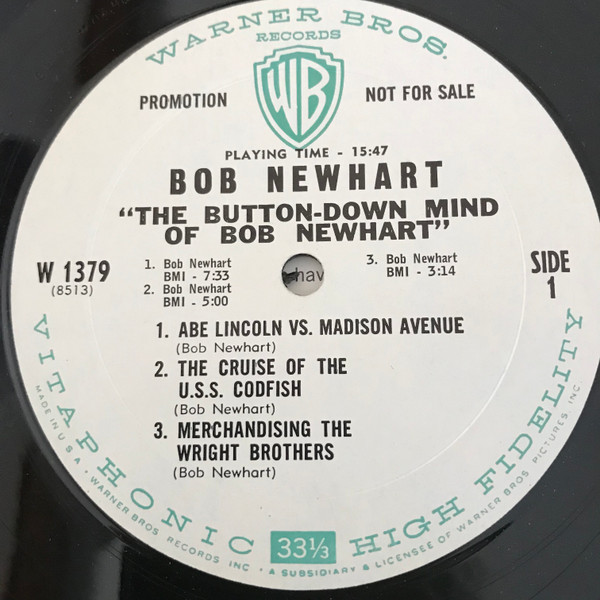 WARNER BROS.
RECORDS
WB
PROMOTION
NOT FOR SALE
PLAYING TIME - 15:47
BOB NEWHART
"THE BUTTON-DOWN MIND
OF BOB NEWHART"
W 1379
(8513)
1. Bob Newhart
BMI - 7:33
2. Bob Newhart
BMI - 5:00
3. Bob Newhart
BMI - 3:14
SIDE
1
hav
1. ABE LINCOLN VS. MADISON AVENUE
(Bob Newhart)
2. THE CRUISE OF THE
U.S.S. CODFISH
(Bob Newhart)
3. MERCHANDISING THE
WRIGHT BROTHERS
(Bob Newhart)
VITAPHONIC HIGH FIDELITY
33⅓
MADE IN U.S.A. • WARNER BROS RECORDS INC • A SUBSIDIARY & LICENSEE OF WARNER BROS PICTURES, INC